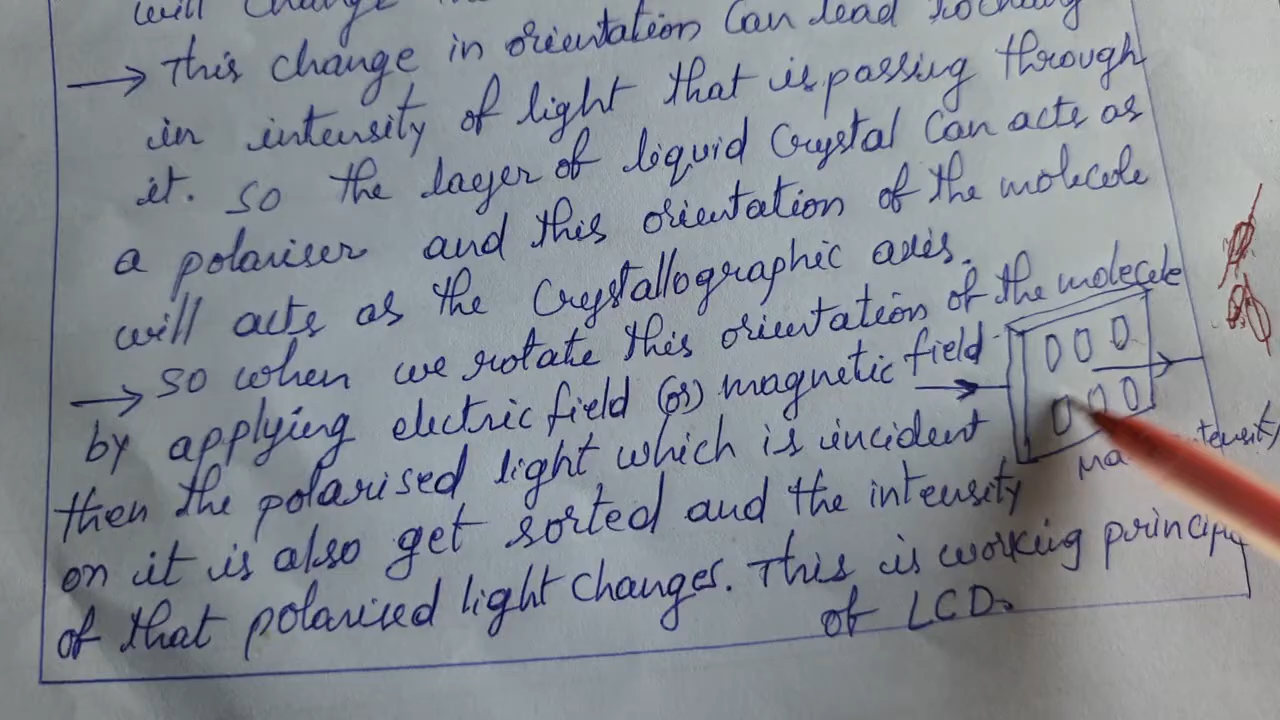 will change
→ This change in orientation can lead to change
in intensity of light that is passing through
it. so the layer of liquid Crystal Can acts as
a polariser and this orientation of the molecule
will acts as the Crystallographic axis.
→ so when we rotate this orientation of the molecule
by applying electric field (or) magnetic field
then the polarised light which is incident
on it is also get sorted and the intensity
of that polarised light changes. This is working principle
of LCD.